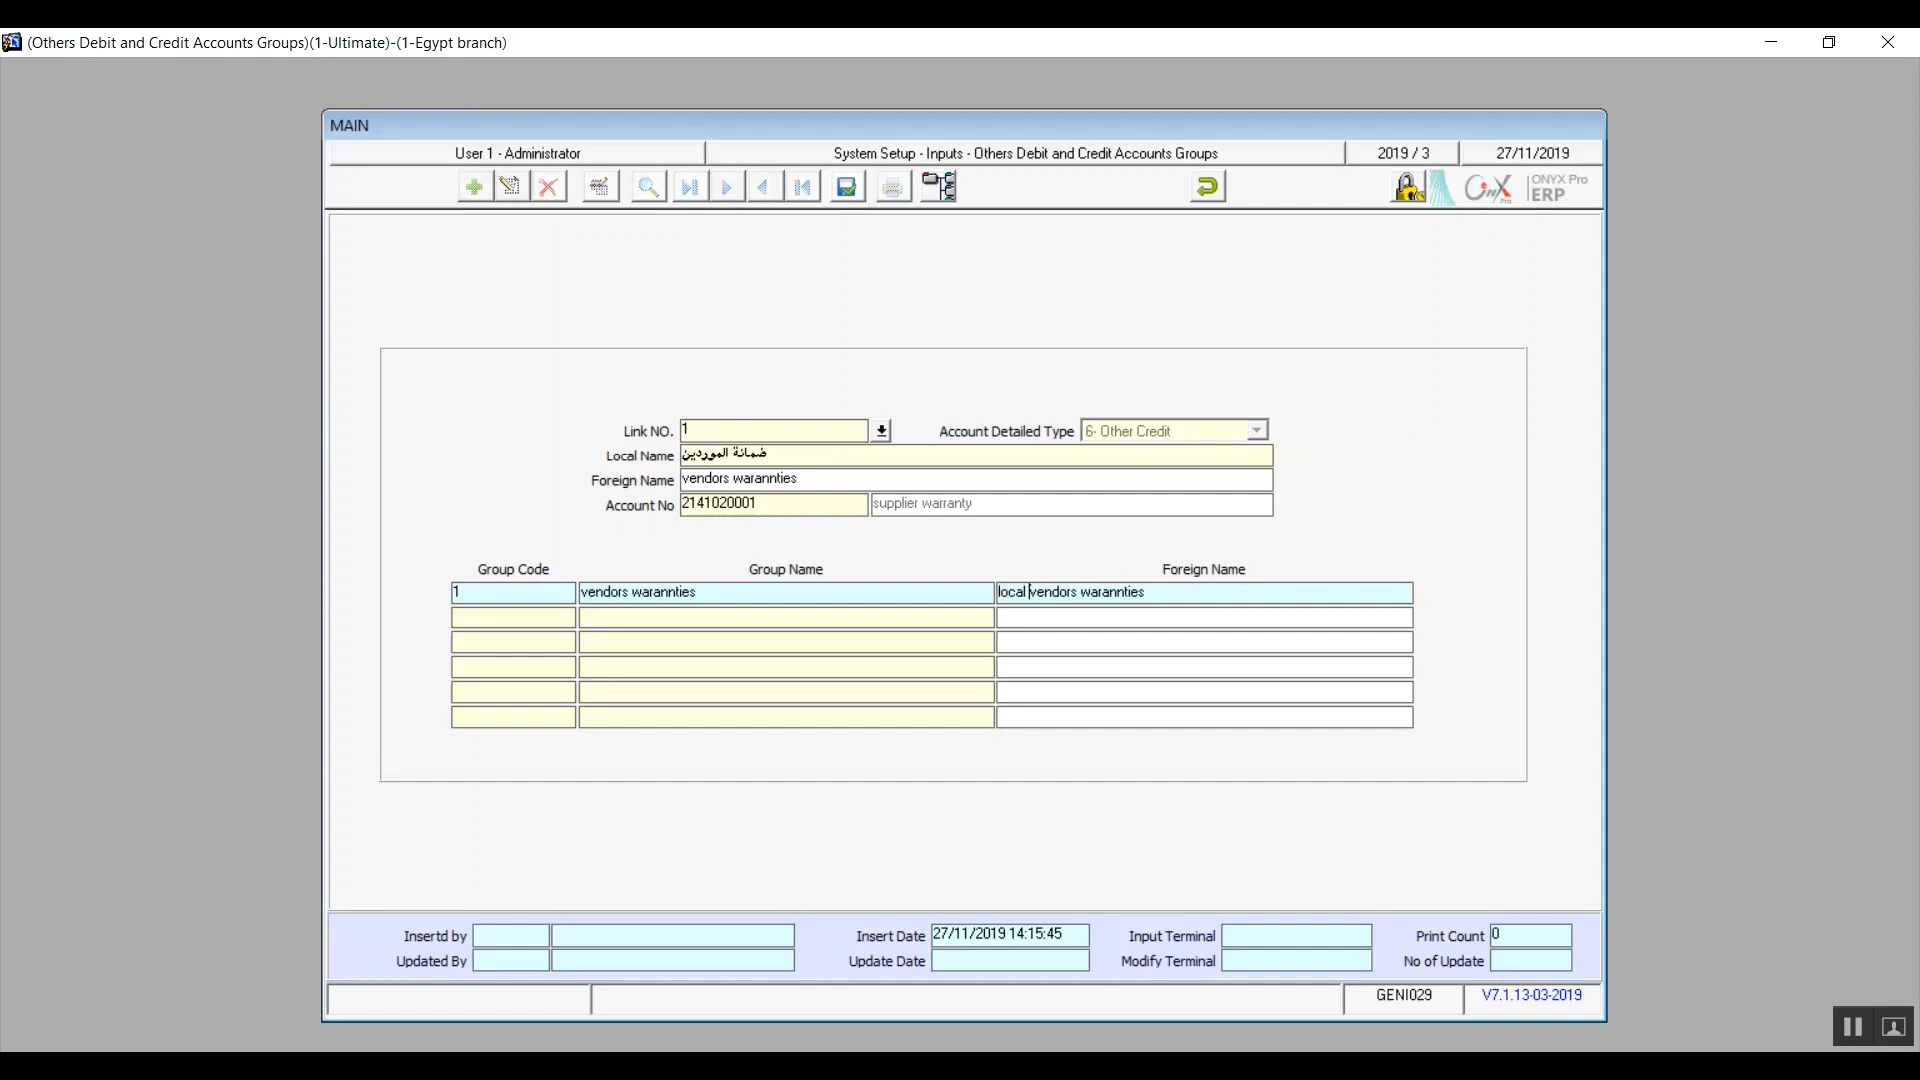 (Others Debit and Credit Accounts Groups)(1-Ultimate)-(1-Egypt branch)
MAIN
User 1 - Administrator
System Setup - Inputs - Others Debit and Credit Accounts Groups
2019 / 3
27/11/2019
Onyx Pro
ONYX Pro
ERP
Link NO. 1
Account Detailed Type 6- Other Credit
Local Name ضمانة الموردين
Foreign Name vendors warannties
Account No 2141020001 supplier warranty
Group Code Group Name Foreign Name
1 vendors warannties local vendors warannties
Insertd by
Insert Date 27/11/2019 14:15:45
Input Terminal
Print Count 0
Updated By
Update Date
Modify Terminal
No of Update
GENI029
V7.1.13-03-2019